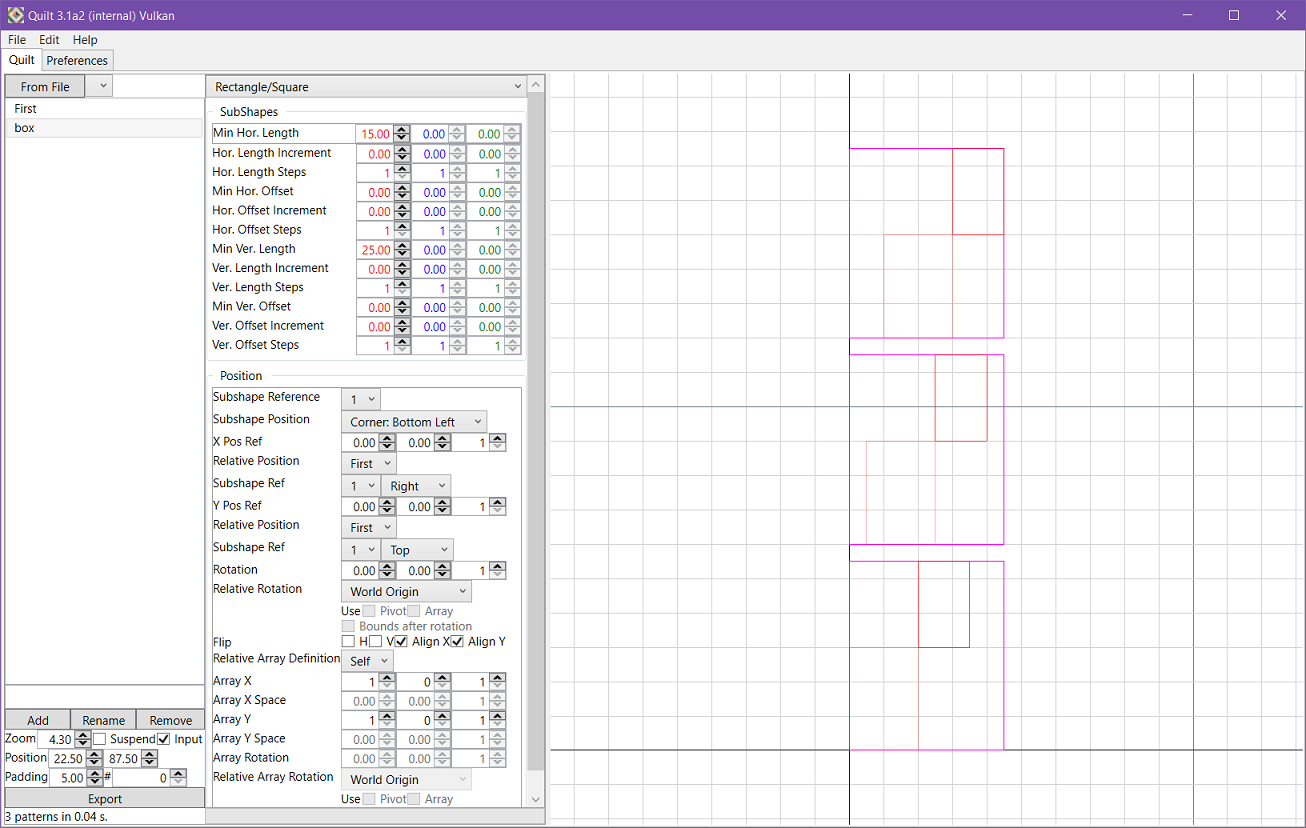 Quilt 3.1a2 (internal) Vulkan
File Edit Help
Quilt Preferences
From File
First
box
Rectangle/Square
SubShapes
Min Hor. Length 15.00 0.00 0.00
Hor. Length Increment 0.00 0.00 0.00
Hor. Length Steps 1 1 1
Min Hor. Offset 0.00 0.00 0.00
Hor. Offset Increment 0.00 0.00 0.00
Hor. Offset Steps 1 1 1
Min Ver. Length 25.00 0.00 0.00
Ver. Length Increment 0.00 0.00 0.00
Ver. Length Steps 1 1 1
Min Ver. Offset 0.00 0.00 0.00
Ver. Offset Increment 0.00 0.00 0.00
Ver. Offset Steps 1 1 1
Position
Subshape Reference 1
Subshape Position Corner: Bottom Left
X Pos Ref 0.00 0.00 1
Relative Position First
Subshape Ref 1 Right
Y Pos Ref 0.00 0.00 1
Relative Position First
Subshape Ref 1 Top
Rotation 0.00 0.00 1
Relative Rotation World Origin
Use Pivot Array
Bounds after rotation
Flip H V Align X Align Y
Relative Array Definition Self
Array X 1 0 1
Array X Space 0.00 0.00 1
Array Y 1 0 1
Array Y Space 0.00 0.00 1
Array Rotation 0.00 0.00 1
Relative Array Rotation World Origin
Use Pivot Array
Add Rename Remove
Zoom 4.30 Suspend Input
Position 22.50 87.50
Padding 5.00 # 0
Export
3 patterns in 0.04 s.